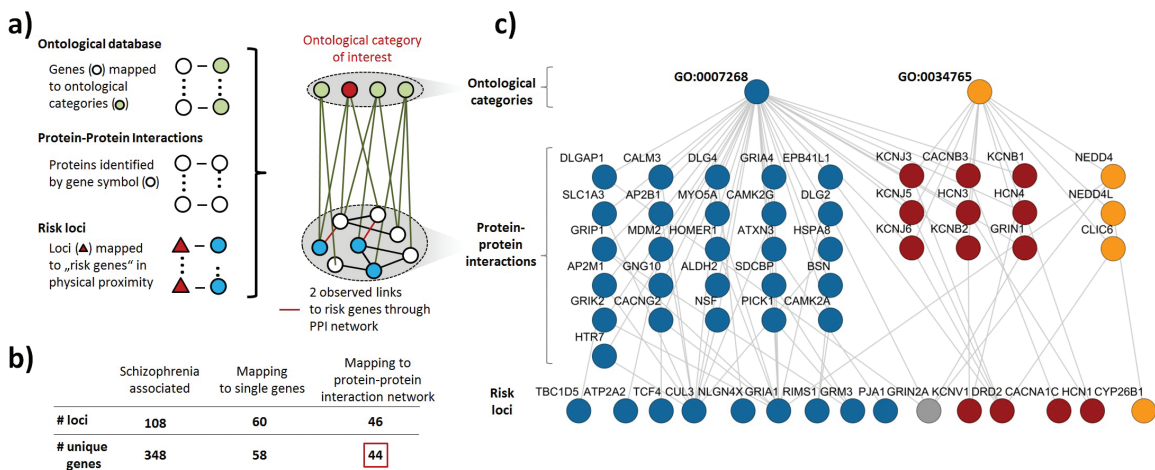 a)
Ontological database
Genes (O) mapped
to ontological
categories (O)
Protein-Protein Interactions
Proteins identified
by gene symbol (O)
Risk loci
Loci (▲) mapped
to „risk genes“ in
physical proximity
Ontological category
of interest
2 observed links
to risk genes through
PPI network
b)
Schizophrenia
associated
Mapping
to single genes
Mapping to
protein-protein
interaction network
# loci 108 60 46
# unique
genes 348 58 44
c)
Ontological
categories
GO:0007268 GO:0034765
Protein-protein
interactions
DLGAP1 CALM3 DLG4 GRIA4 EPB41L1
SLC1A3 AP2B1 MYO5A CAMK2G DLG2
GRIP1 MDM2 HOMER1 ATXN3 HSPA8
AP2M1 GNG10 ALDH2 SDCBP BSN
GRIK2 CACNG2 NSF PICK1 CAMK2A
HTR7
KCNJ3 CACNB3 KCNB1
KCNJ5 HCN3 HCN4
KCNJ6 KCNB2 GRIN1
NEDD4
NEDD4L
CLIC6
Risk
loci
TBC1D5 ATP2A2 TCF4 CUL3 NLGN4X GRIA1 RIMS1 GRM3 PJA1 GRIN2A KCNV1 DRD2 CACNA1C HCN1 CYP26B1